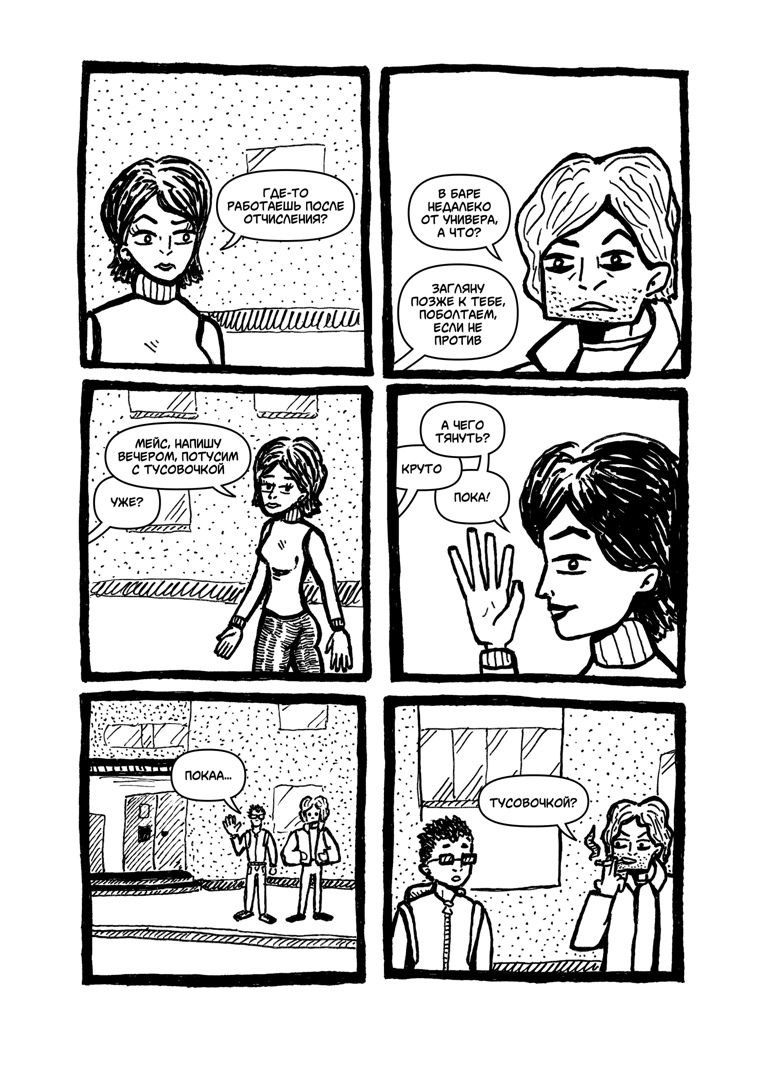 ГДЕ-ТО
РАБОТАЕШЬ ПОСЛЕ
ОТЧИСЛЕНИЯ?
В БАРЕ
НЕДАЛЕКО
ОТ УНИВЕРА,
А ЧТО?
ЗАГЛЯНУ
ПОЗЖЕ К ТЕБЕ,
ПОБОЛТАЕМ,
ЕСЛИ НЕ
ПРОТИВ
МЕЙС, НАПИШУ
ВЕЧЕРОМ, ПОТУСИМ
С ТУСОВОЧКОЙ
УЖЕ?
А ЧЕГО
ТЯНУТЬ?
КРУТО
ПОКА!
ПОКАА...
ТУСОВОЧКОЙ?